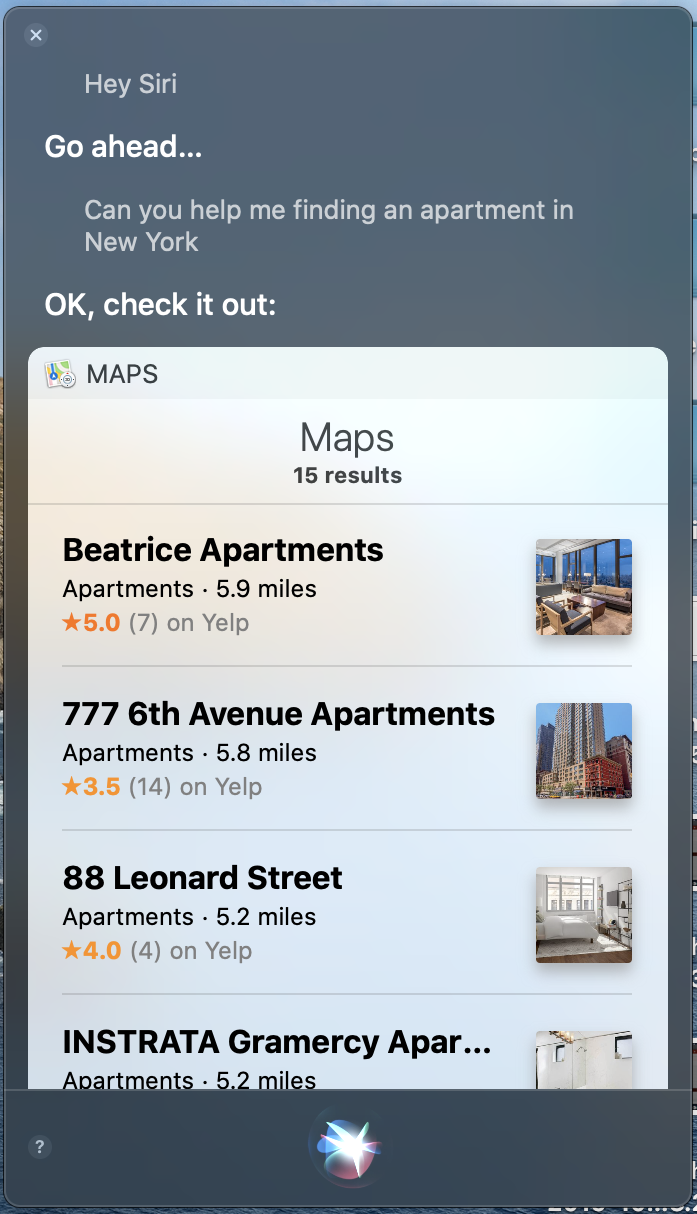 Hey Siri
Go ahead...
Can you help me finding an apartment in
New York
OK, check it out:
MAPS
Maps
15 results
Beatrice Apartments
Apartments · 5.9 miles
★5.0 (7) on Yelp
777 6th Avenue Apartments
Apartments · 5.8 miles
★3.5 (14) on Yelp
88 Leonard Street
Apartments · 5.2 miles
★4.0 (4) on Yelp
INSTRATA Gramercy Apar...
Apartments · 5.2 miles
?